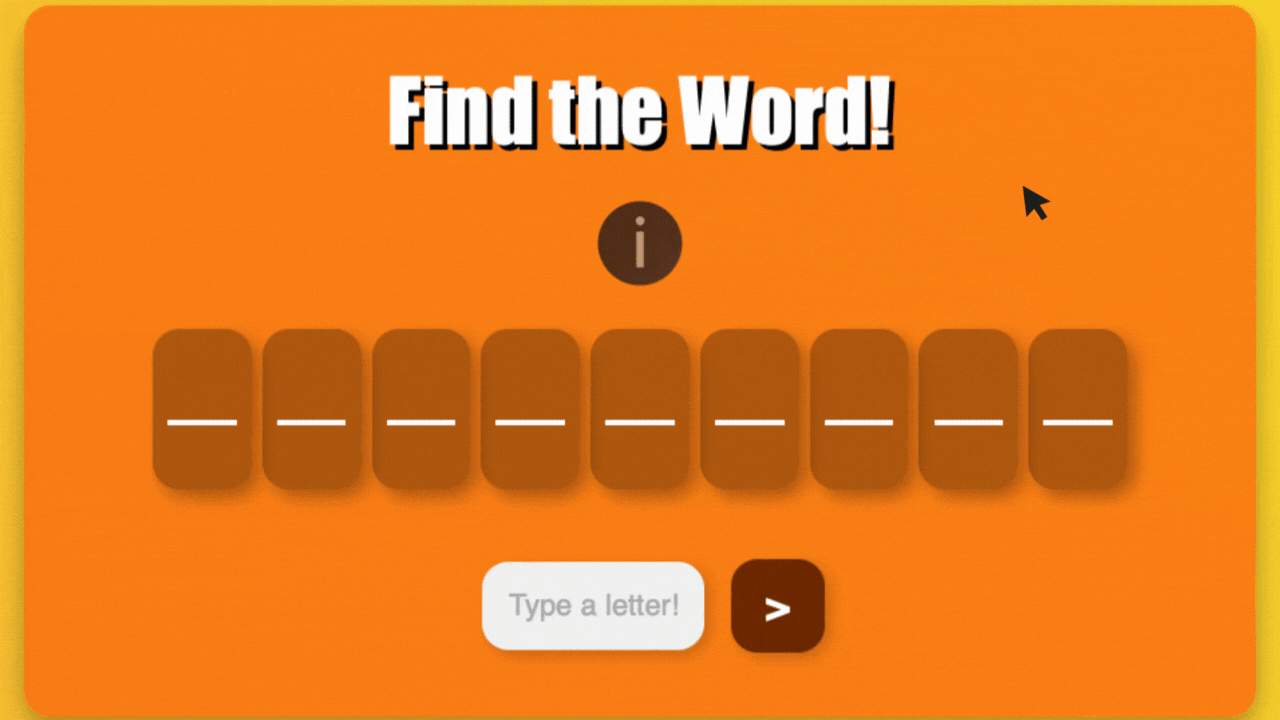 Find the Word!
i
_ _ _ _ _ _ _ _ _
Type a letter! >